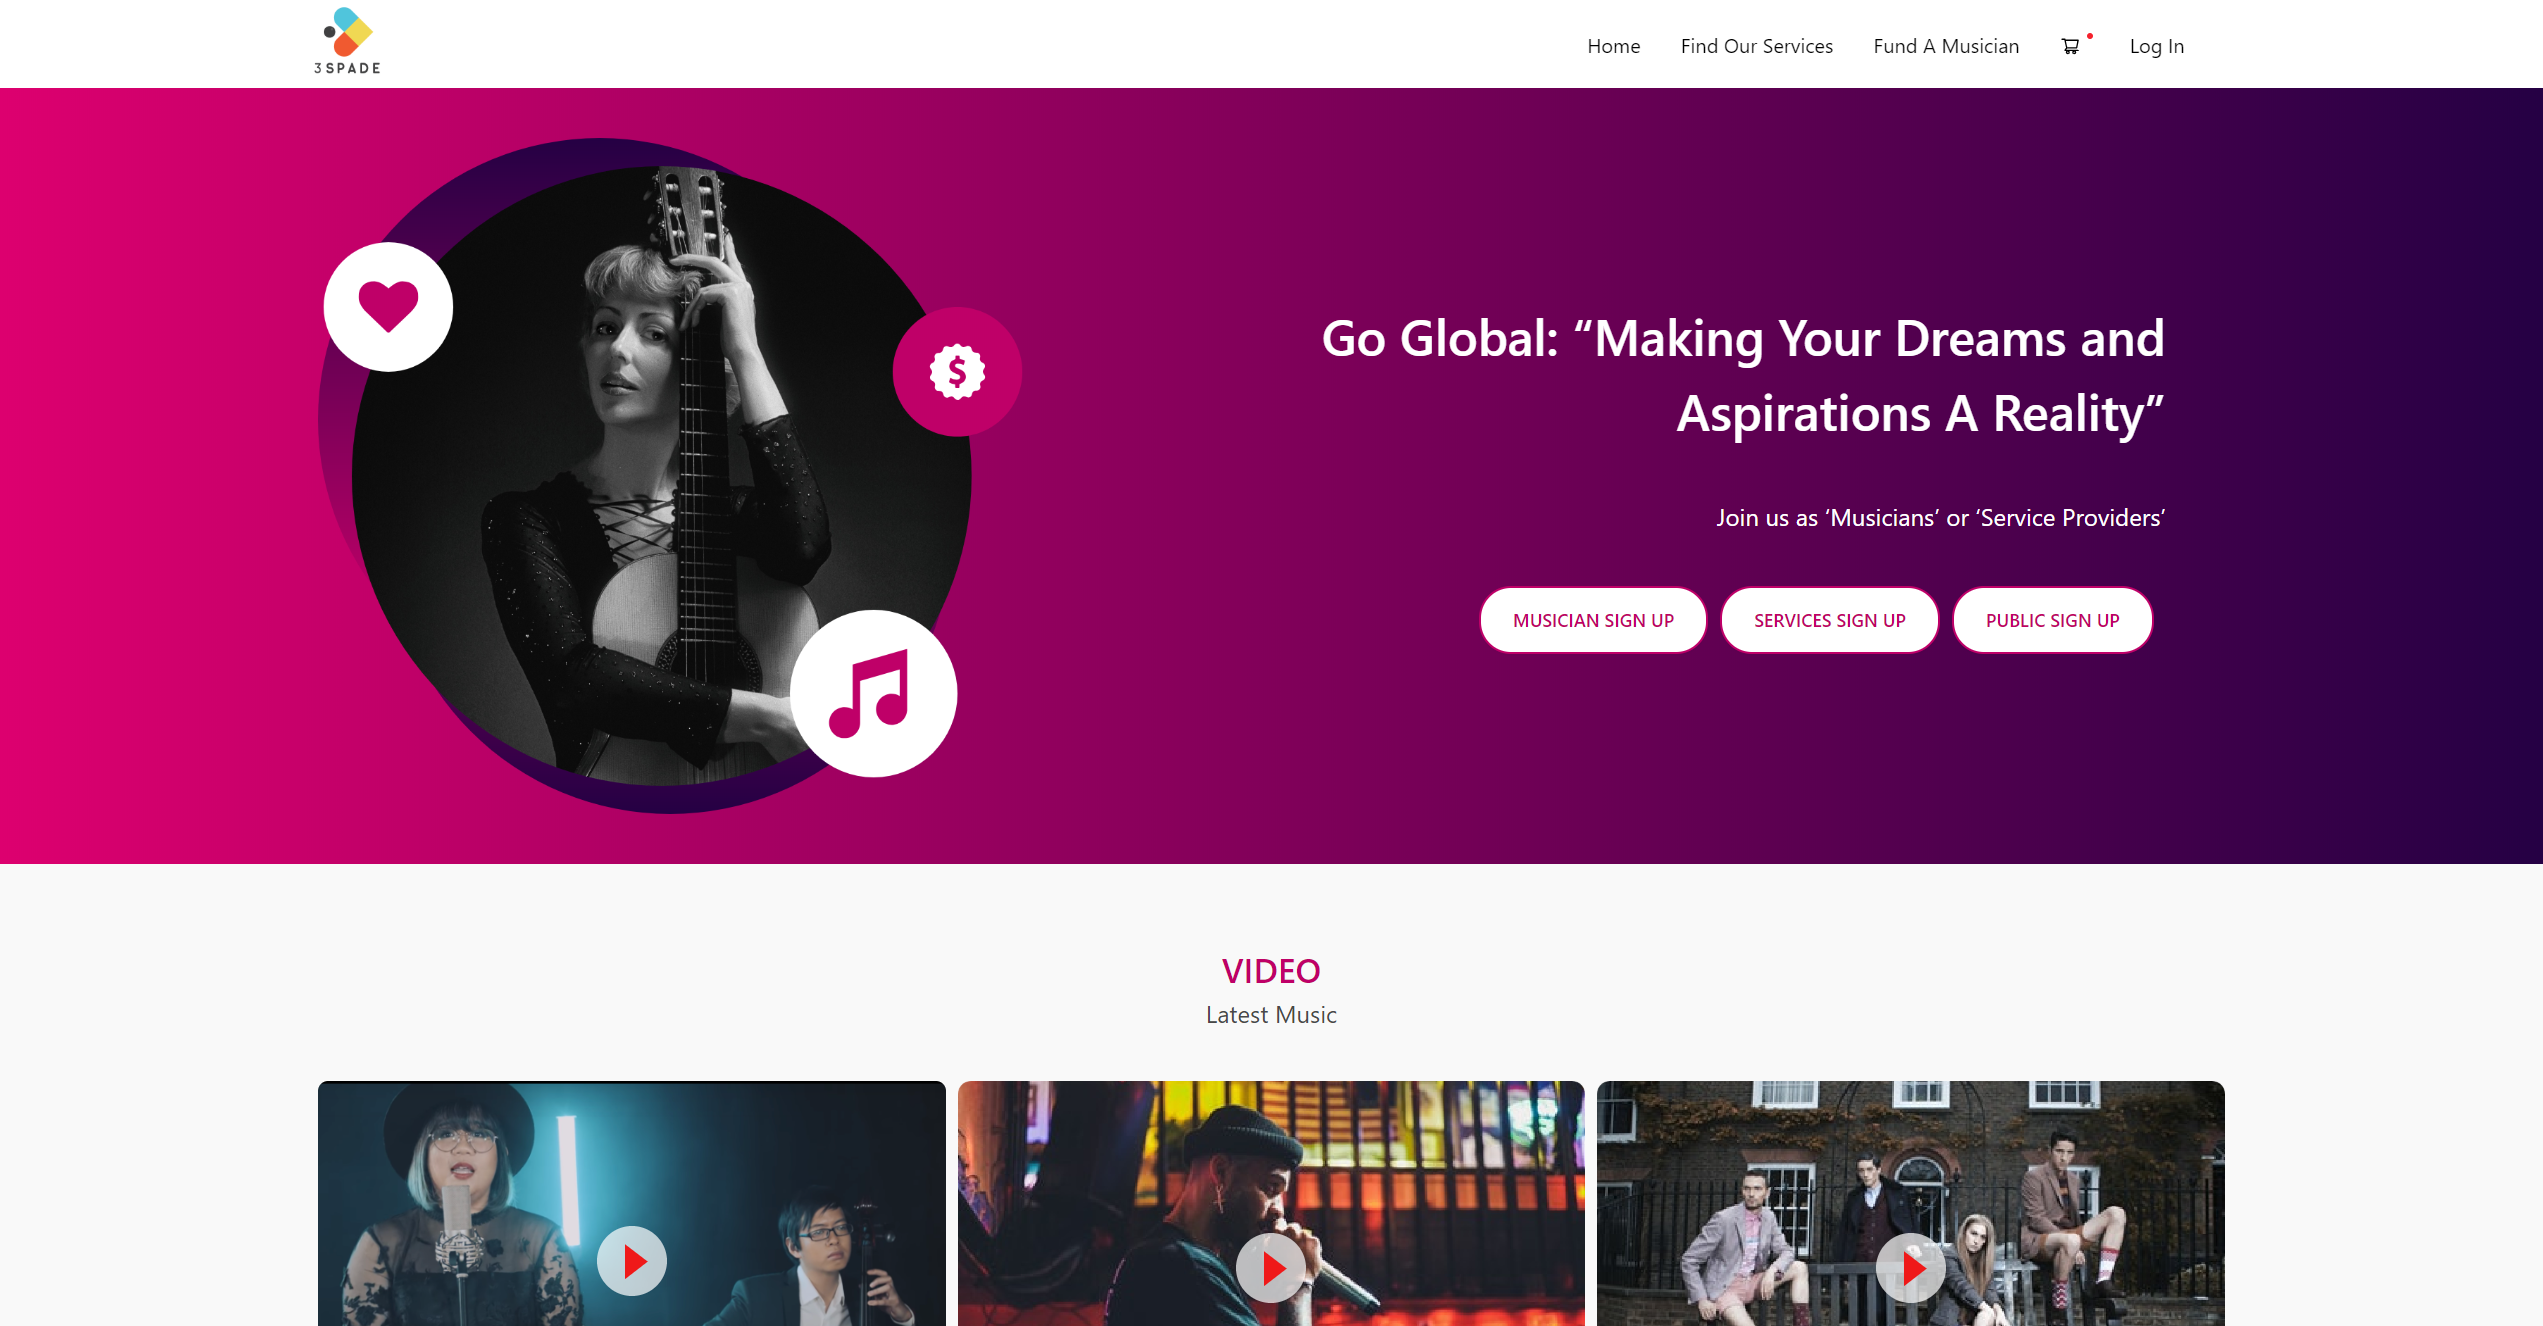 3SPADE
Home
Find Our Services
Fund A Musician
Log In
Go Global: “Making Your Dreams and
Aspirations A Reality”
Join us as ‘Musicians’ or ‘Service Providers’
MUSICIAN SIGN UP
SERVICES SIGN UP
PUBLIC SIGN UP
VIDEO
Latest Music